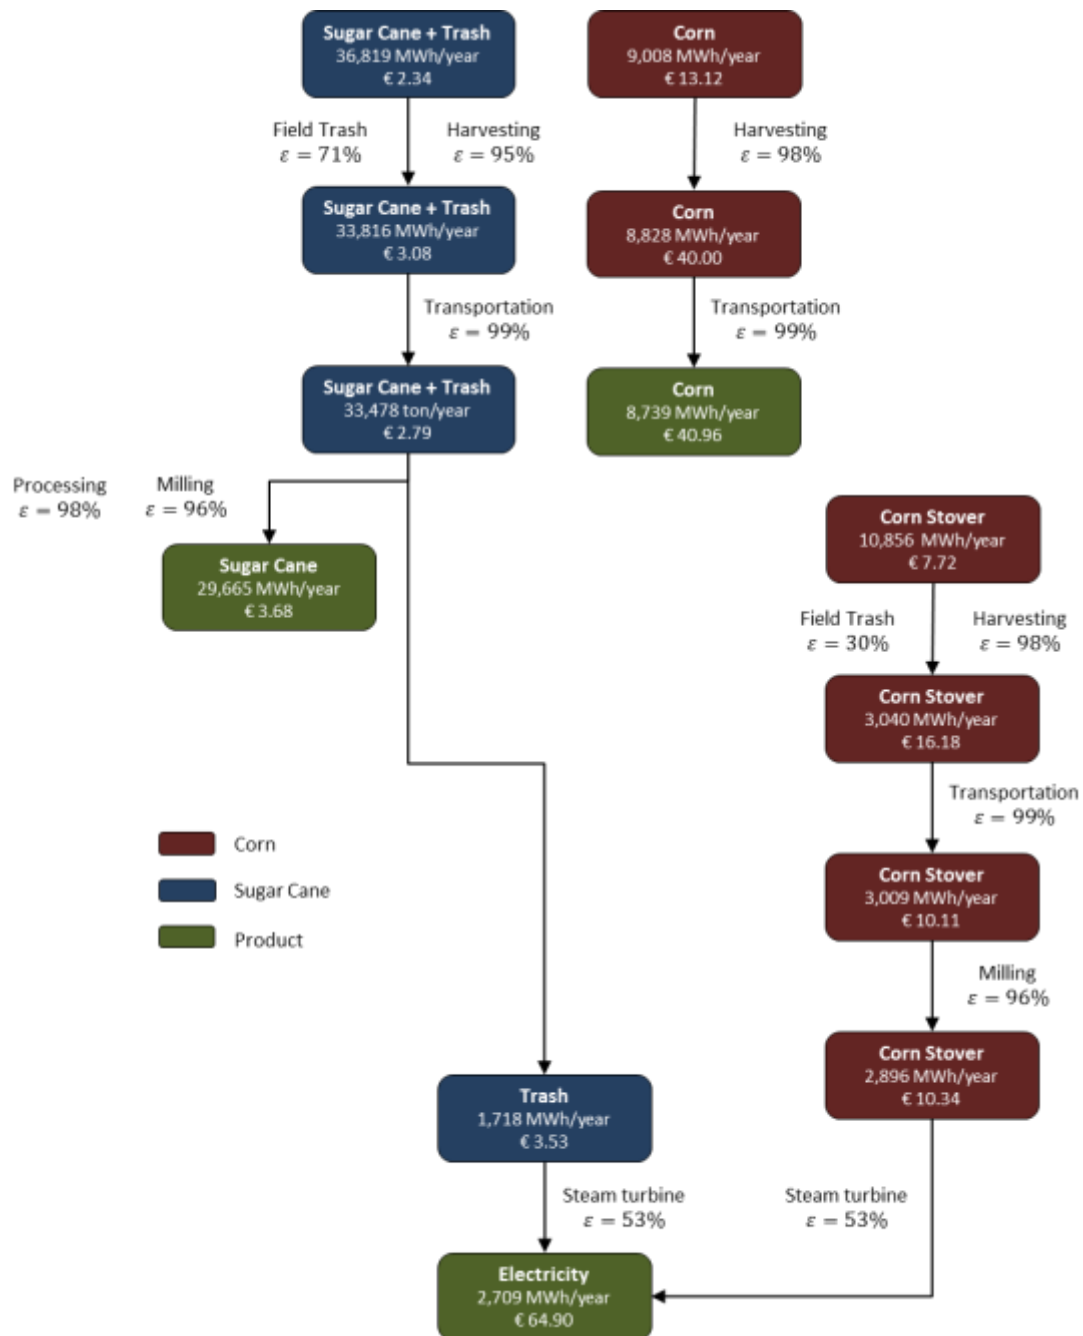 Sugar Cane + Trash
36,819 MWh/year
€ 2.34
Corn
9,008 MWh/year
€ 13.12
Field Trash
ε = 71%
Harvesting
ε = 95%
Harvesting
ε = 98%
Sugar Cane + Trash
33,816 MWh/year
€ 3.08
Corn
8,828 MWh/year
€ 40.00
Transportation
ε = 99%
Transportation
ε = 99%
Sugar Cane + Trash
33,478 ton/year
€ 2.79
Corn
8,739 MWh/year
€ 40.96
Processing
ε = 98%
Milling
ε = 96%
Sugar Cane
29,665 MWh/year
€ 3.68
Corn Stover
10,856 MWh/year
€ 7.72
Field Trash
ε = 30%
Harvesting
ε = 98%
Corn Stover
3,040 MWh/year
€ 16.18
Transportation
ε = 99%
Corn
Sugar Cane
Product
Corn Stover
3,009 MWh/year
€ 10.11
Milling
ε = 96%
Corn Stover
2,896 MWh/year
€ 10.34
Trash
1,718 MWh/year
€ 3.53
Steam turbine
ε = 53%
Steam turbine
ε = 53%
Electricity
2,709 MWh/year
€ 64.90